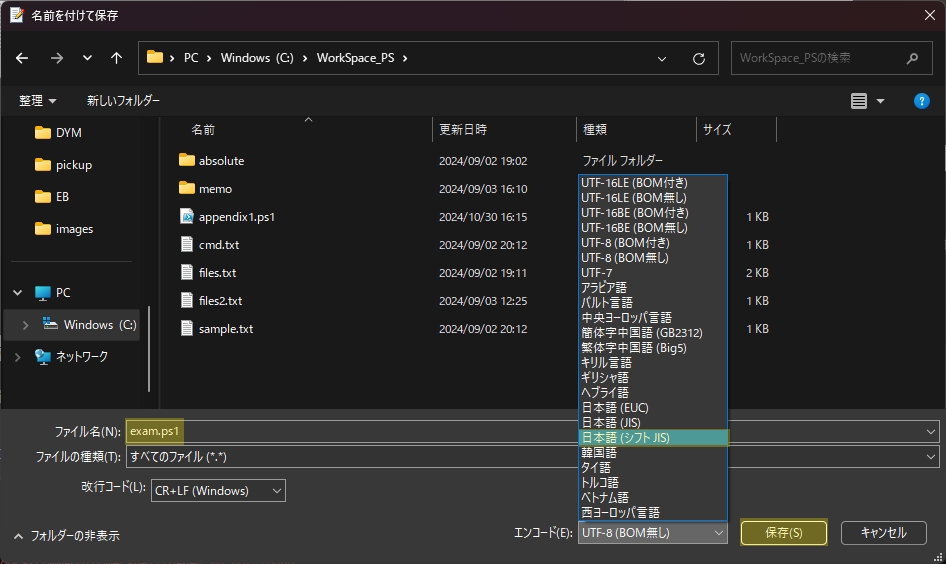 名前を付けて保存
PC › Windows (C:) › WorkSpace_PS ›
WorkSpace_PSの検索
整理
新しいフォルダー
DYM
pickup
EB
images
PC
Windows (C:)
ネットワーク
名前 更新日時 種類 サイズ
absolute 2024/09/02 19:02 ファイル フォルダー
memo 2024/09/03 16:10
appendix1.ps1 2024/10/30 16:15 1 KB
cmd.txt 2024/09/02 20:12 1 KB
files.txt 2024/09/02 19:11 2 KB
files2.txt 2024/09/03 12:25 1 KB
sample.txt 2024/09/02 20:12 1 KB
UTF-16LE (BOM付き)
UTF-16LE (BOM無し)
UTF-16BE (BOM付き)
UTF-16BE (BOM無し)
UTF-8 (BOM付き)
UTF-8 (BOM無し)
UTF-7
アラビア語
バルト言語
中央ヨーロッパ言語
簡体字中国語 (GB2312)
繁体字中国語 (Big5)
キリル言語
ギリシャ語
ヘブライ語
日本語 (EUC)
日本語 (JIS)
日本語 (シフトJIS)
韓国語
タイ語
トルコ語
ベトナム語
西ヨーロッパ言語
ファイル名(N): exam.ps1
ファイルの種類(T): すべてのファイル (*.*)
改行コード(L): CR+LF (Windows)
フォルダーの非表示
エンコード(E): UTF-8 (BOM無し)
保存(S)
キャンセル